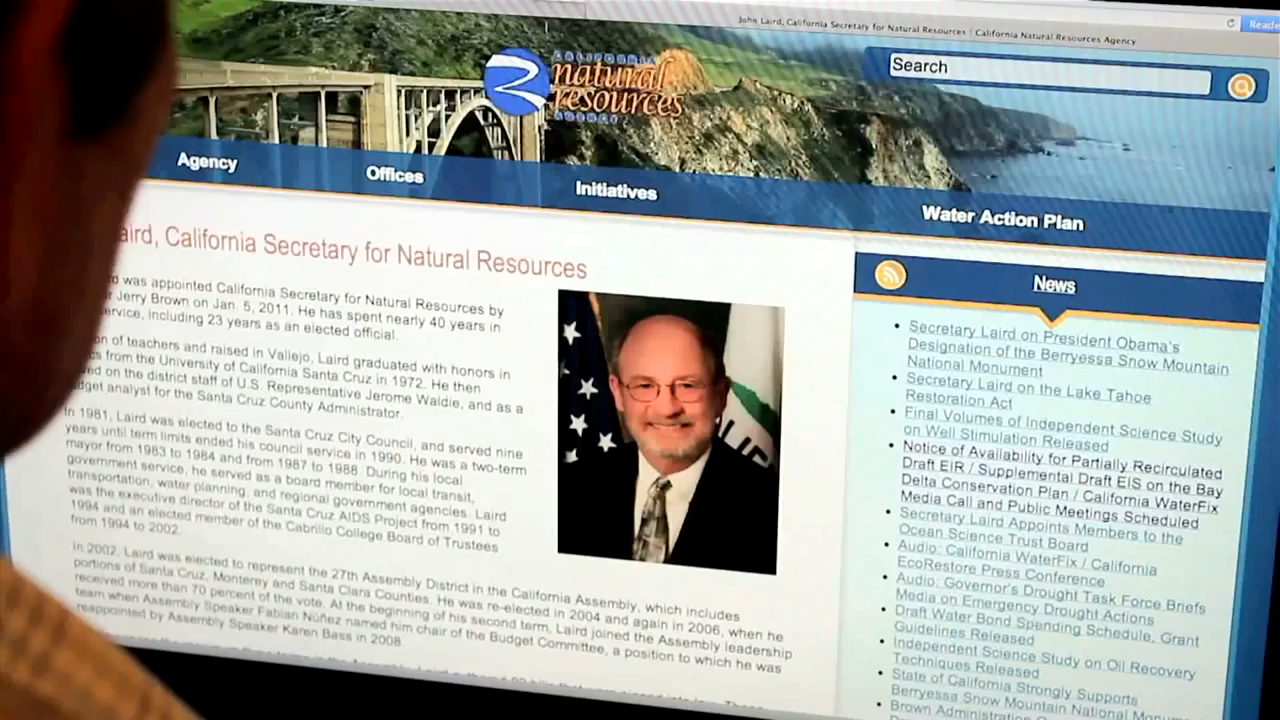 John Laird, California Secretary for Natural Resources | California Natural Resources Agency
Reade
CALIFORNIA
natural
resources
AGENCY
Search
Agency
Offices
Initiatives
Water Action Plan
aird, California Secretary for Natural Resources
d was appointed California Secretary for Natural Resources by
r Jerry Brown on Jan. 5, 2011. He has spent nearly 40 years in
ervice, including 23 years as an elected official.
on of teachers and raised in Vallejo, Laird graduated with honors in
cs from the University of California Santa Cruz in 1972. He then
ed on the district staff of U.S. Representative Jerome Waldie, and as a
dget analyst for the Santa Cruz County Administrator.
In 1981, Laird was elected to the Santa Cruz City Council, and served nine
years until term limits ended his council service in 1990. He was a two-term
mayor from 1983 to 1984 and from 1987 to 1988. During his local
government service, he served as a board member for local transit,
transportation, water planning, and regional government agencies. Laird
was the executive director of the Santa Cruz AIDS Project from 1991 to
1994 and an elected member of the Cabrillo College Board of Trustees
from 1994 to 2002.
In 2002, Laird was elected to represent the 27th Assembly District in the California Assembly, which includes
portions of Santa Cruz, Monterey and Santa Clara Counties. He was re-elected in 2004 and again in 2006, when he
received more than 70 percent of the vote. At the beginning of his second term, Laird joined the Assembly leadership
team when Assembly Speaker Fabian Núñez named him chair of the Budget Committee, a position to which he was
reappointed by Assembly Speaker Karen Bass in 2008.
News
Secretary Laird on President Obama's
Designation of the Berryessa Snow Mountain
National Monument
Secretary Laird on the Lake Tahoe
Restoration Act
Final Volumes of Independent Science Study
on Well Stimulation Released
Notice of Availability for Partially Recirculated
Draft EIR / Supplemental Draft EIS on the Bay
Delta Conservation Plan / California WaterFix
Media Call and Public Meetings Scheduled
Secretary Laird Appoints Members to the
Ocean Science Trust Board
Audio: California WaterFix / California
EcoRestore Press Conference
Audio: Governor's Drought Task Force Briefs
Media on Emergency Drought Actions
Draft Water Bond Spending Schedule, Grant
Guidelines Released
Independent Science Study on Oil Recovery
Techniques Released
State of California Strongly Supports
Berryessa Snow Mountain National Monum
Brown Administration